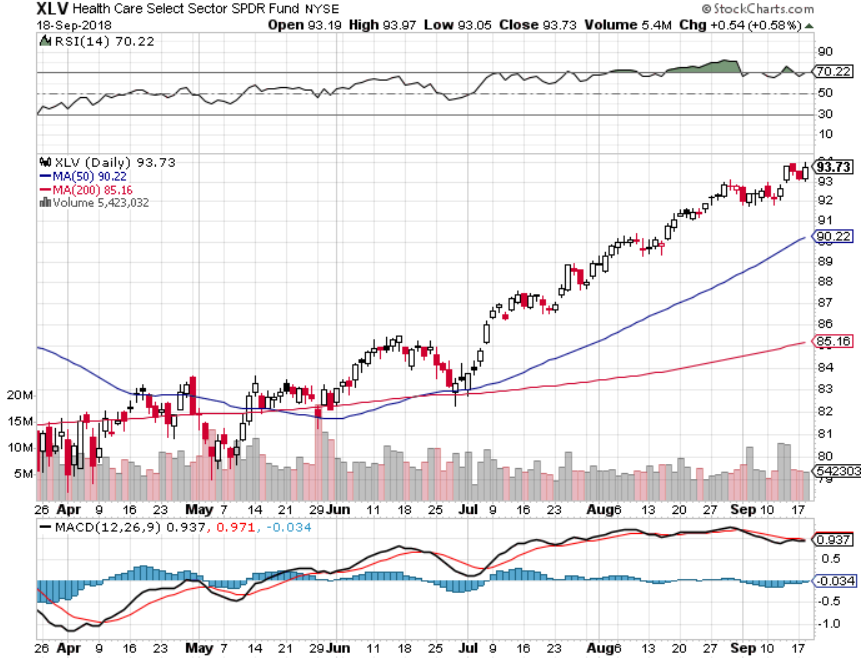 XLV Health Care Select Sector SPDR Fund NYSE © StockCharts.com
18-Sep-2018 Open 93.19 High 93.97 Low 93.05 Close 93.73 Volume 5.4M Chg +0.54 (+0.58%) ▲
RSI(14) 70.22
90
70.22
50
30
10
XLV (Daily) 93.73
MA(50) 90.22
MA(200) 85.16
Volume 5,423,032
93.73
93
92
91
90.22
89
88
87
86
85.16
84
83
20M 82
15M 81
10M 80
5M 542303
79
26 Apr 9 16 23 May 7 14 21 29 Jun 11 18 25 Jul 9 16 23 Aug 6 13 20 27 Sep 10 17
MACD(12,26,9) 0.937, 0.971, -0.034
0.937
0.5
-0.034
-0.5
-1.0
26 Apr 9 16 23 May 7 14 21 29 Jun 11 18 25 Jul 9 16 23 Aug 6 13 20 27 Sep 10 17